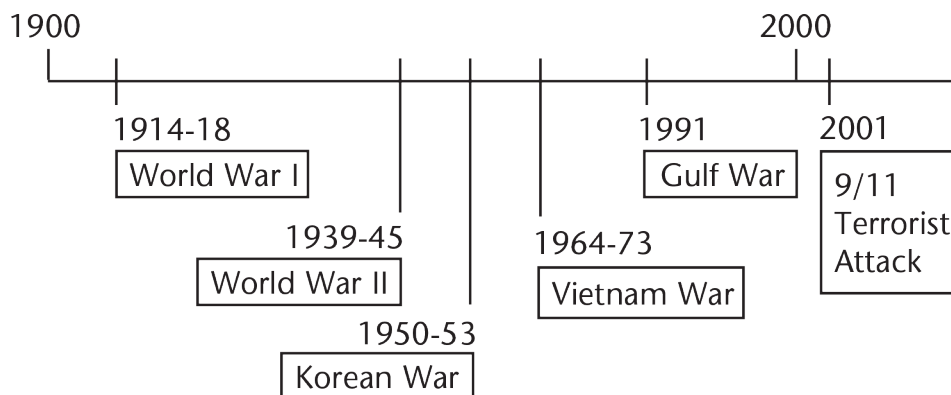 1900
2000
1914-18
World War I
1939-45
World War II
1950-53
Korean War
1964-73
Vietnam War
1991
Gulf War
2001
9/11
Terrorist
Attack